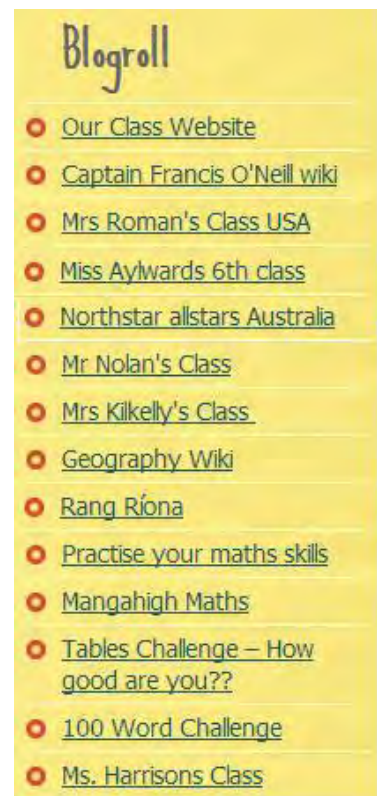 Blogroll
Our Class Website
Captain Francis O'Neill wiki
Mrs Roman's Class USA
Miss Aylwards 6th class
Northstar allstars Australia
Mr Nolan's Class
Mrs Kilkelly's Class
Geography Wiki
Rang Ríona
Practise your maths skills
Mangahigh Maths
Tables Challenge – How
good are you??
100 Word Challenge
Ms. Harrisons Class